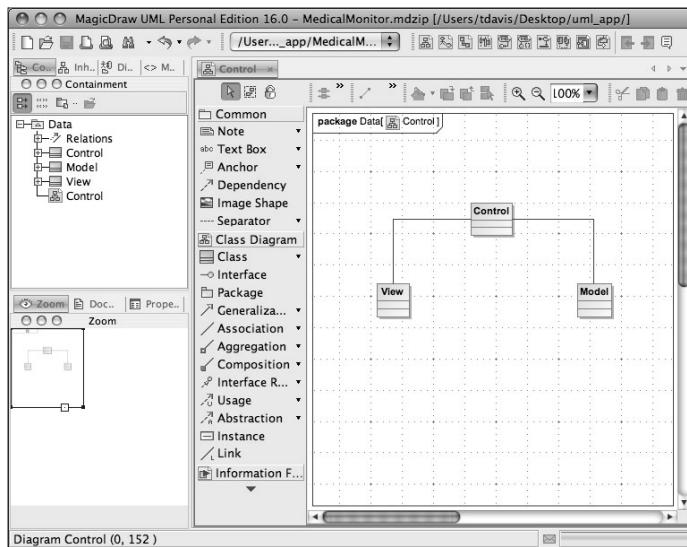 MagicDraw UML Personal Edition 16.0 – MedicalMonitor.mdzip [/Users/tdavis/Desktop/uml_app/]
/User..._app/MedicalM...
Co.. Inh.. Di.. <> M..
Containment
Data
Relations
Control
Model
View
Control
Zoom Doc.. Prope..
Zoom
Control
Common
Note
abc Text Box
Anchor
Dependency
Image Shape
Separator
Class Diagram
Class
Interface
Package
Generaliza...
Association
Aggregation
Composition
Interface R...
Usage
Abstraction
Instance
Link
Information F...
100%
package Data[ Control ]
Control
View
Model
Diagram Control (0, 152 )